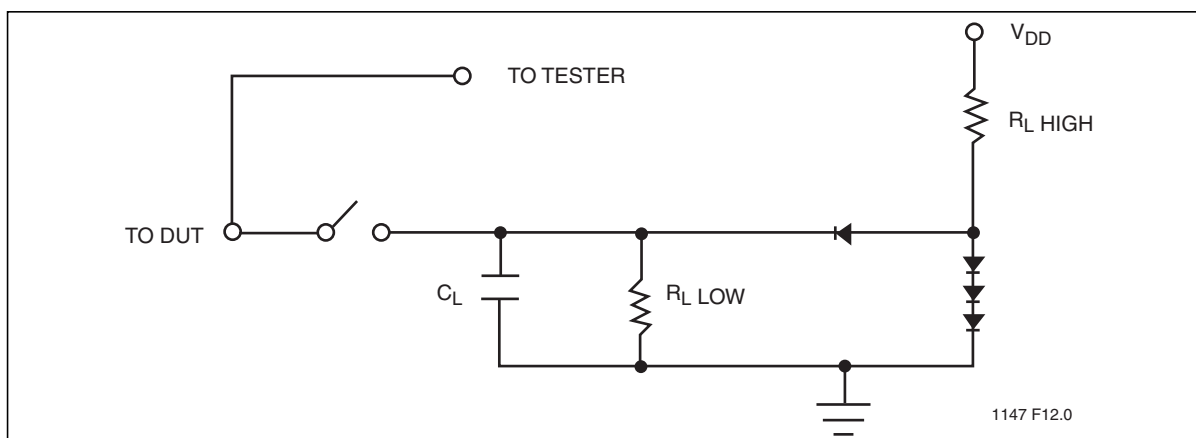 V_DD
TO TESTER
R_L HIGH
TO DUT
C_L
R_L LOW
1147 F12.0